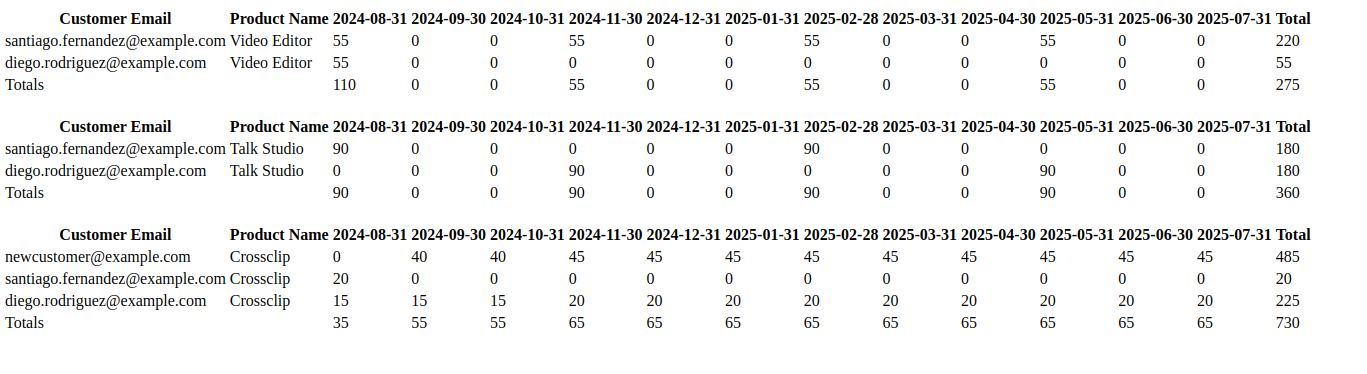 Customer Email Product Name 2024-08-31 2024-09-30 2024-10-31 2024-11-30 2024-12-31 2025-01-31 2025-02-28 2025-03-31 2025-04-30 2025-05-31 2025-06-30 2025-07-31 Total
santiago.fernandez@example.com Video Editor 55 0 0 55 0 0 55 0 0 55 0 0 220
diego.rodriguez@example.com Video Editor 55 0 0 0 0 0 0 0 0 0 0 0 55
Totals 110 0 0 55 0 0 55 0 0 55 0 0 275
Customer Email Product Name 2024-08-31 2024-09-30 2024-10-31 2024-11-30 2024-12-31 2025-01-31 2025-02-28 2025-03-31 2025-04-30 2025-05-31 2025-06-30 2025-07-31 Total
santiago.fernandez@example.com Talk Studio 90 0 0 0 0 0 90 0 0 0 0 0 180
diego.rodriguez@example.com Talk Studio 0 0 0 90 0 0 0 0 0 90 0 0 180
Totals 90 0 0 90 0 0 90 0 0 90 0 0 360
Customer Email Product Name 2024-08-31 2024-09-30 2024-10-31 2024-11-30 2024-12-31 2025-01-31 2025-02-28 2025-03-31 2025-04-30 2025-05-31 2025-06-30 2025-07-31 Total
newcustomer@example.com Crossclip 0 40 40 45 45 45 45 45 45 45 45 45 485
santiago.fernandez@example.com Crossclip 20 0 0 0 0 0 0 0 0 0 0 0 20
diego.rodriguez@example.com Crossclip 15 15 15 20 20 20 20 20 20 20 20 20 225
Totals 35 55 55 65 65 65 65 65 65 65 65 65 730